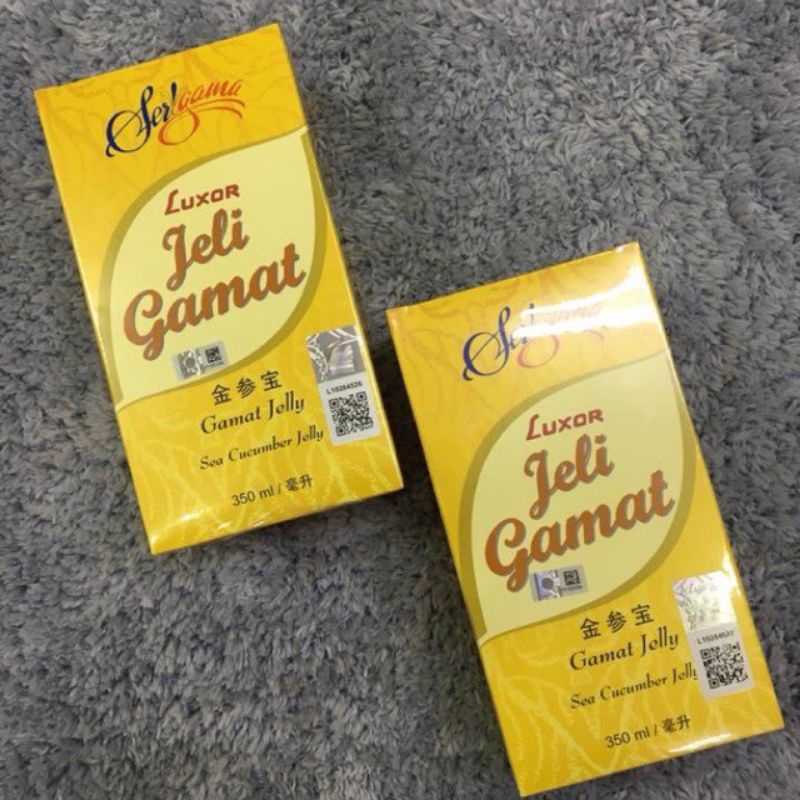 Serigama
LUXOR
Jeli
Gamat
金参宝
Gamat Jelly
Sea Cucumber Jelly
350 ml / 毫升
L10284526
Serigama
LUXOR
Jeli
Gamat
金参宝
Gamat Jelly
Sea Cucumber Jelly
350 ml / 毫升